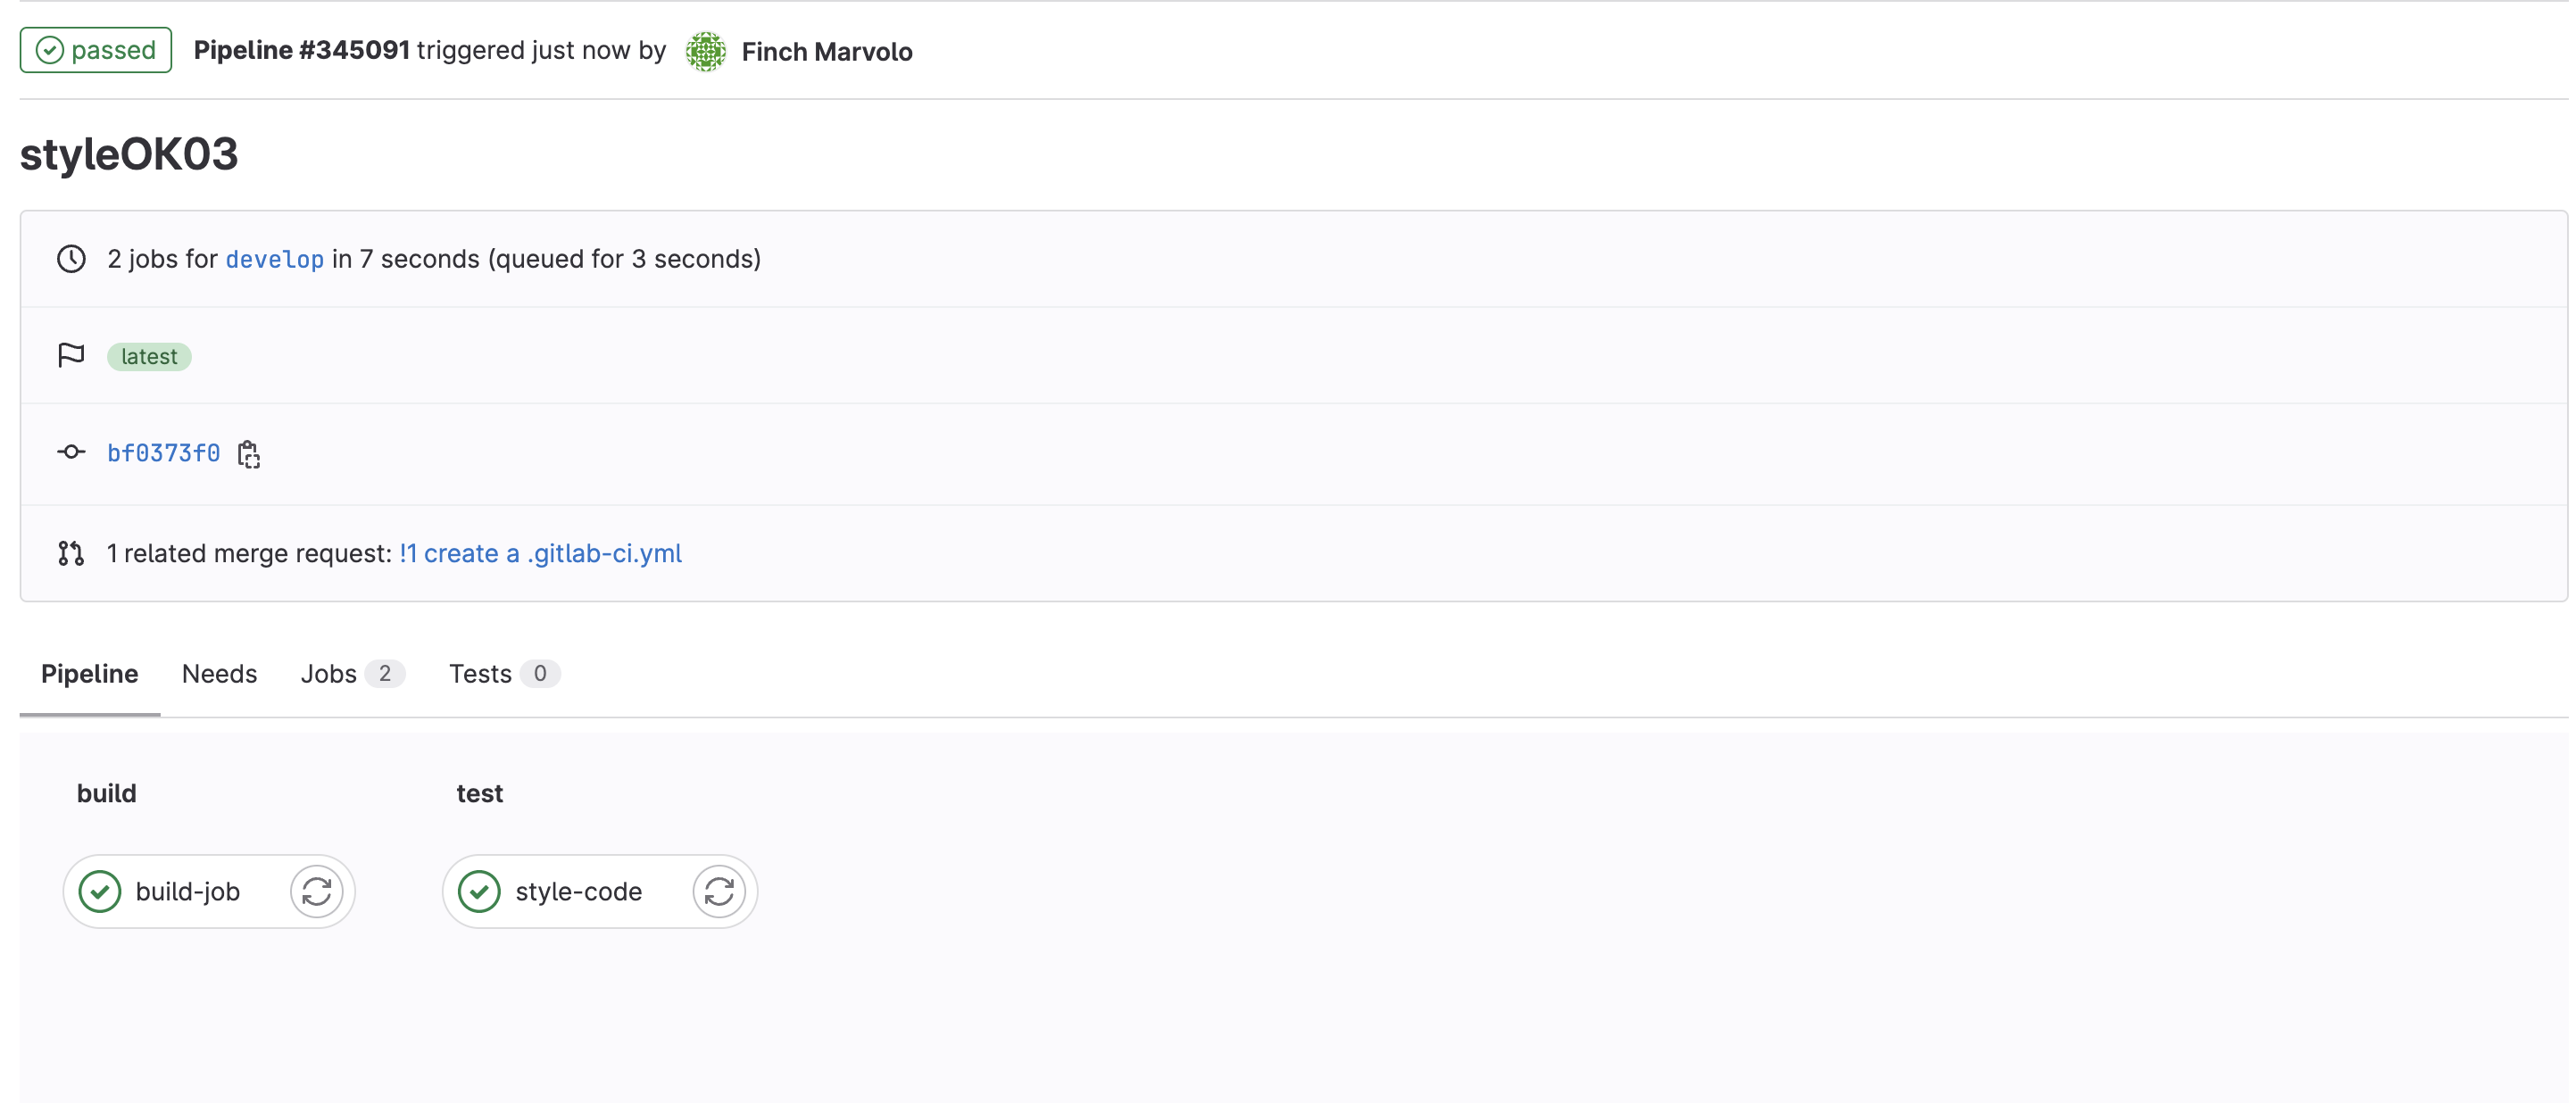 passed Pipeline #345091 triggered just now by Finch Marvolo
styleOK03
2 jobs for develop in 7 seconds (queued for 3 seconds)
latest
bf0373f0
1 related merge request: !1 create a .gitlab-ci.yml
Pipeline Needs Jobs 2 Tests 0
build test
build-job style-code